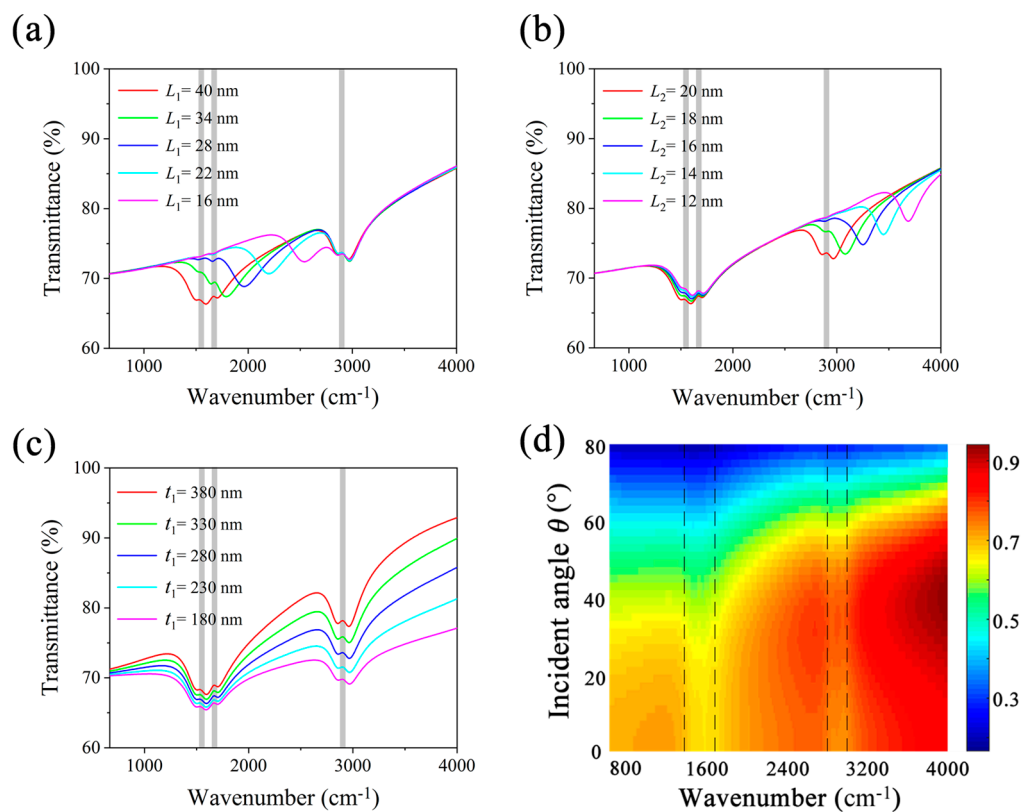 (a)
100
90
80
70
60
Transmittance (%)
L₁= 40 nm
L₁= 34 nm
L₁= 28 nm
L₁= 22 nm
L₁= 16 nm
1000 2000 3000 4000
Wavenumber (cm⁻¹)
(b)
100
90
80
70
60
Transmittance (%)
L₂= 20 nm
L₂= 18 nm
L₂= 16 nm
L₂= 14 nm
L₂= 12 nm
1000 2000 3000 4000
Wavenumber (cm⁻¹)
(c)
100
90
80
70
60
Transmittance (%)
t₁= 380 nm
t₁= 330 nm
t₁= 280 nm
t₁= 230 nm
t₁= 180 nm
1000 2000 3000 4000
Wavenumber (cm⁻¹)
(d)
80
60
40
20
0
Incident angle θ (°)
800 1600 2400 3200 4000
Wavenumber (cm⁻¹)
0.9
0.7
0.5
0.3